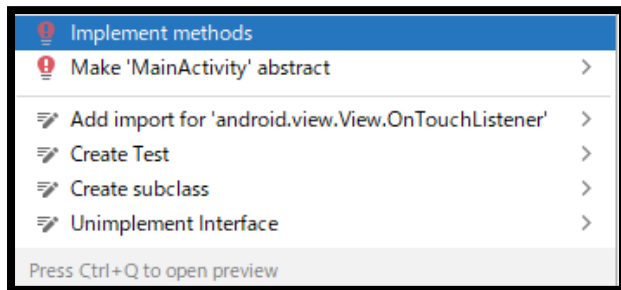 Implement methods
Make 'MainActivity' abstract
Add import for 'android.view.View.OnTouchListener'
Create Test
Create subclass
Unimplement Interface
Press Ctrl+Q to open preview